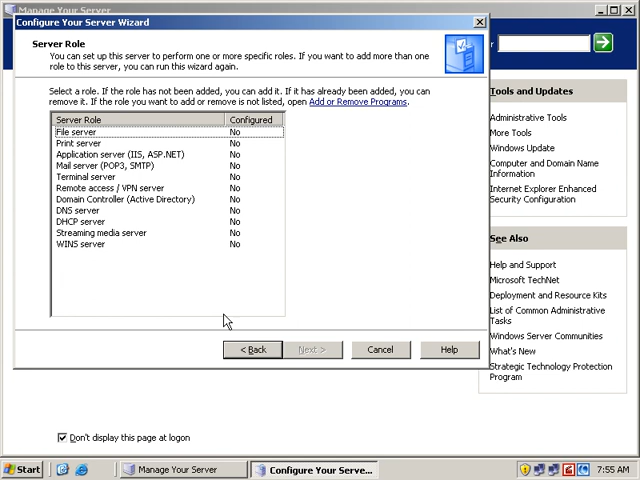 Manage Your Server
Configure Your Server Wizard
Server Role
You can set up this server to perform one or more specific roles. If you want to add more than one
role to this server, you can run this wizard again.
Select a role. If the role has not been added, you can add it. If it has already been added, you can
remove it. If the role you want to add or remove is not listed, open Add or Remove Programs.
Server Role Configured
File server No
Print server No
Application server (IIS, ASP.NET) No
Mail server (POP3, SMTP) No
Terminal server No
Remote access / VPN server No
Domain Controller (Active Directory) No
DNS server No
DHCP server No
Streaming media server No
WINS server No
< Back
Next >
Cancel
Help
Tools and Updates
Administrative Tools
More Tools
Windows Update
Computer and Domain Name
Information
Internet Explorer Enhanced
Security Configuration
See Also
Help and Support
Microsoft TechNet
Deployment and Resource Kits
List of Common Administrative
Tasks
Windows Server Communities
What's New
Strategic Technology Protection
Program
Don't display this page at logon
Start
Manage Your Server
Configure Your Serve...
7:55 AM